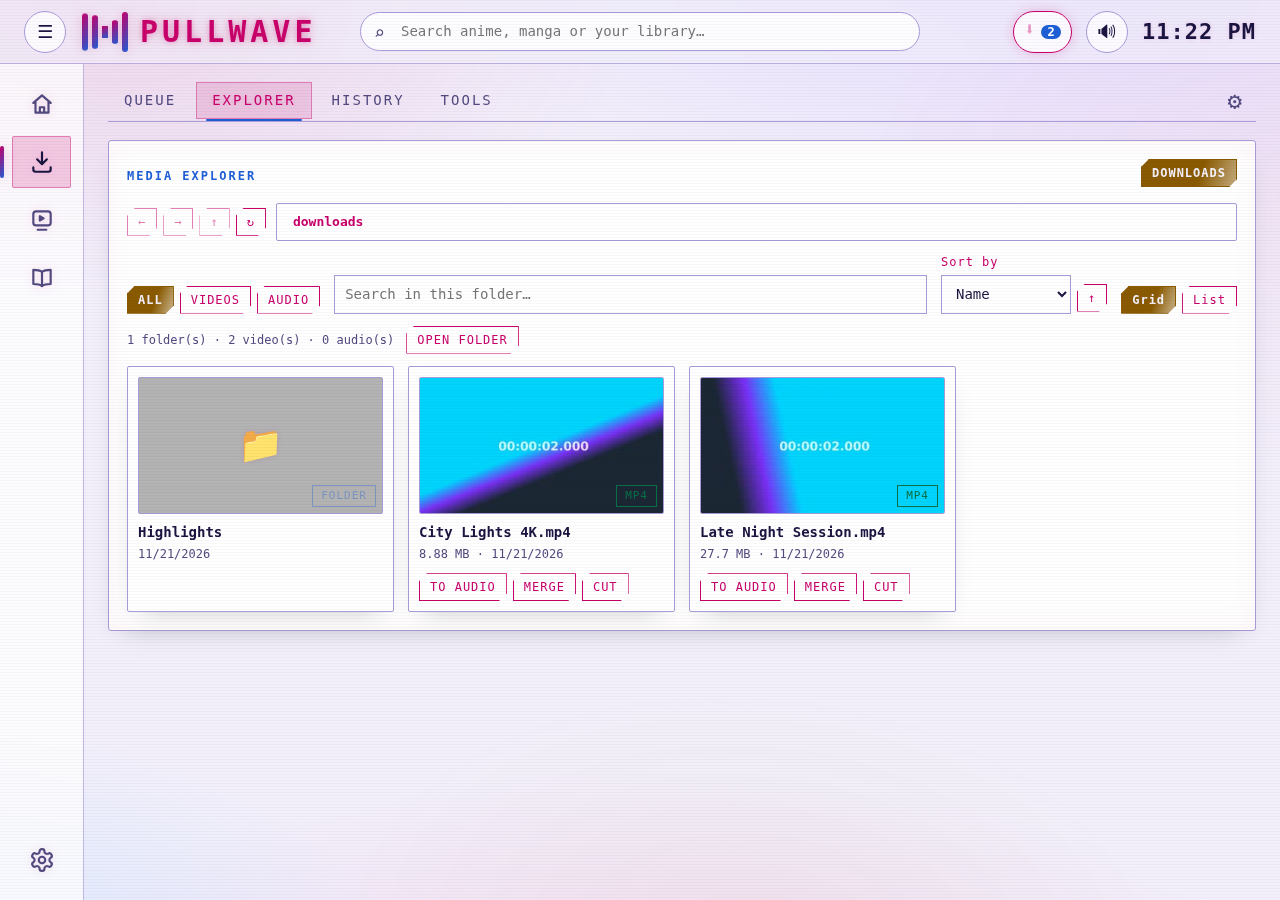 PULLWAVE
Search anime, manga or your library…
2
11:22 PM
QUEUE
EXPLORER
HISTORY
TOOLS
MEDIA EXPLORER
DOWNLOADS
← → ↑ ↻
downloads
Sort by
ALL
VIDEOS
AUDIO
Search in this folder…
Name
↑
Grid
List
1 folder(s) · 2 video(s) · 0 audio(s)
OPEN FOLDER
FOLDER
Highlights
11/21/2026
00:00:02.000
MP4
City Lights 4K.mp4
8.88 MB · 11/21/2026
TO AUDIO
MERGE
CUT
00:00:02.000
MP4
Late Night Session.mp4
27.7 MB · 11/21/2026
TO AUDIO
MERGE
CUT